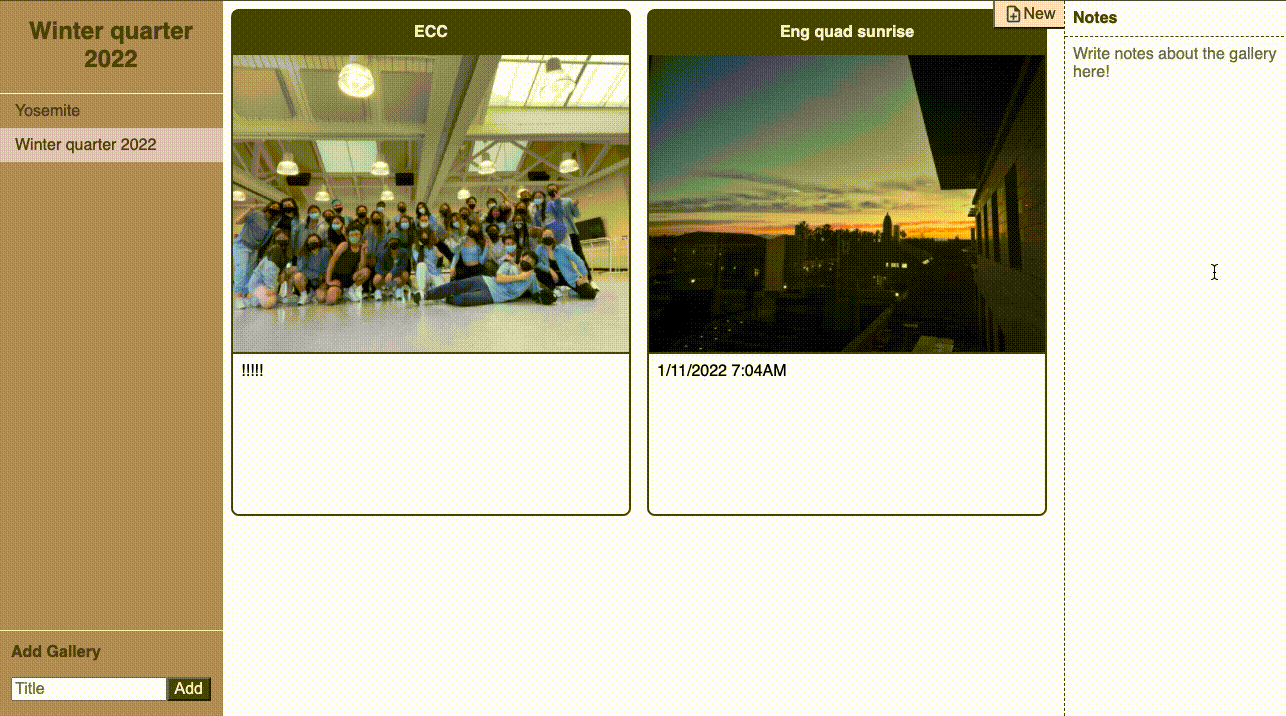 Winter quarter
2022
Yosemite
Winter quarter 2022
Add Gallery
Title
Add
ECC
!!!!!
Eng quad sunrise
1/11/2022 7:04AM
New
Notes
Write notes about the gallery
here!